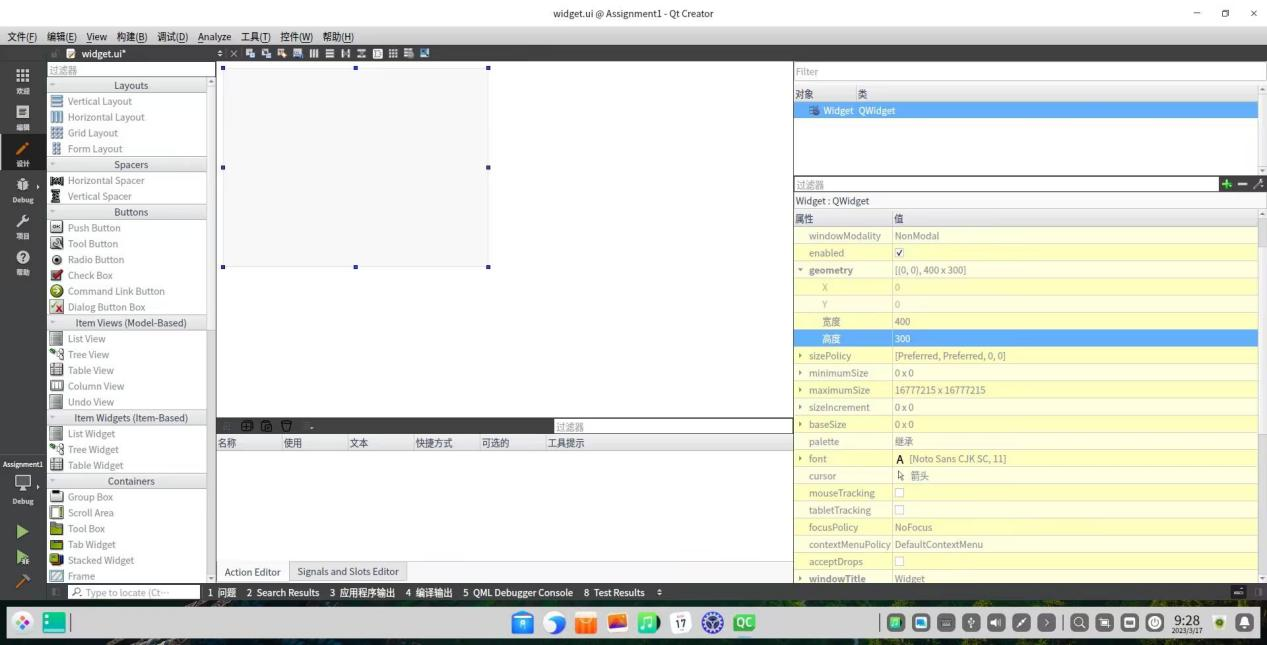 widget.ui @ Assignment1 - Qt Creator
文件(F) 编辑(E) View 构建(B) 调试(D) Analyze 工具(T) 控件(W) 帮助(H)
widget.ui*
欢迎
编辑
设计
Debug
项目
帮助
Assignment1
Debug
过滤器
Layouts
Vertical Layout
Horizontal Layout
Grid Layout
Form Layout
Spacers
Horizontal Spacer
Vertical Spacer
Buttons
Push Button
Tool Button
Radio Button
Check Box
Command Link Button
Dialog Button Box
Item Views (Model-Based)
List View
Tree View
Table View
Column View
Undo View
Item Widgets (Item-Based)
List Widget
Tree Widget
Table Widget
Containers
Group Box
Scroll Area
Tool Box
Tab Widget
Stacked Widget
Frame
过滤器
名称 使用 文本 快捷方式 可选的 工具提示
Action Editor Signals and Slots Editor
Filter
对象 类
Widget QWidget
过滤器
Widget : QWidget
属性 值
windowModality NonModal
enabled
geometry [(0, 0), 400 x 300]
X 0
Y 0
宽度 400
高度 300
sizePolicy [Preferred, Preferred, 0, 0]
minimumSize 0 x 0
maximumSize 16777215 x 16777215
sizeIncrement 0 x 0
baseSize 0 x 0
palette 继承
font A [Noto Sans CJK SC, 11]
cursor 箭头
mouseTracking
tabletTracking
focusPolicy NoFocus
contextMenuPolicy DefaultContextMenu
acceptDrops
windowTitle Widget
Type to locate (Ct··· 1 问题 2 Search Results 3 应用程序输出 4 编译输出 5 QML Debugger Console 8 Test Results
17
QC
9:28
2023/3/17